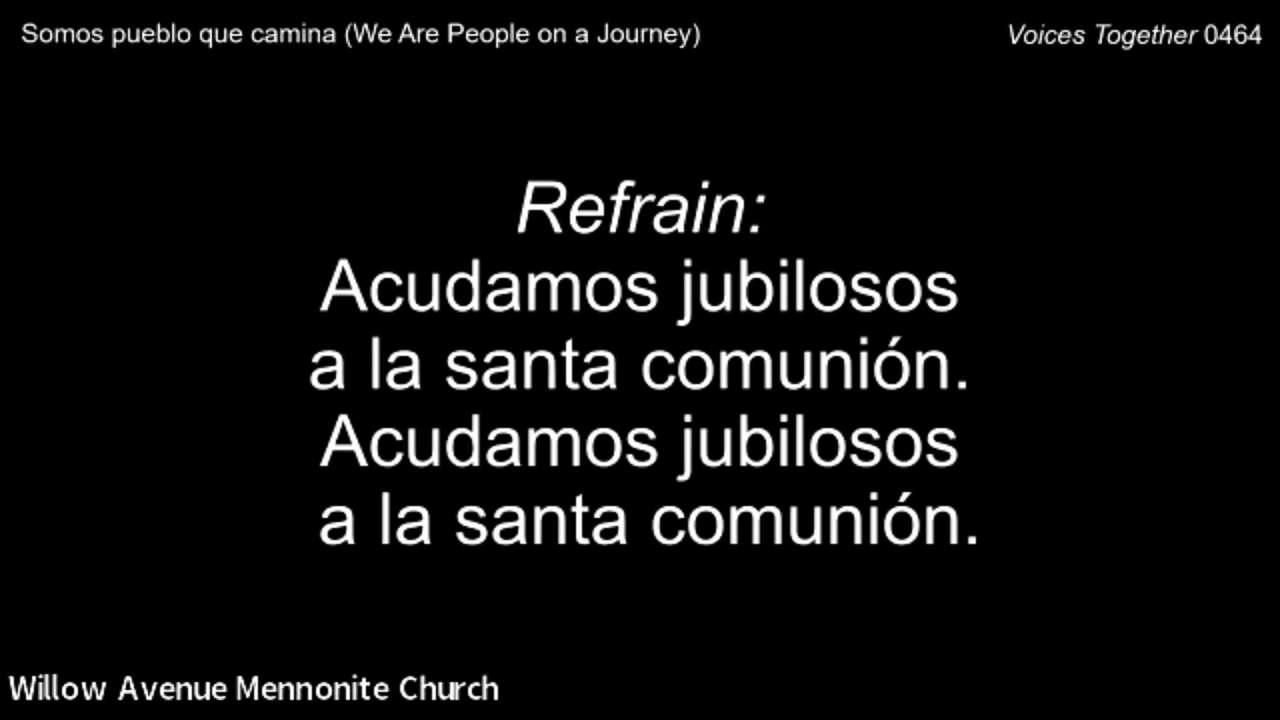 Somos pueblo que camina (We Are People on a Journey)
Voices Together 0464
Refrain:
Acudamos jubilosos
a la santa comunión.
Acudamos jubilosos
a la santa comunión.
Willow Avenue Mennonite Church